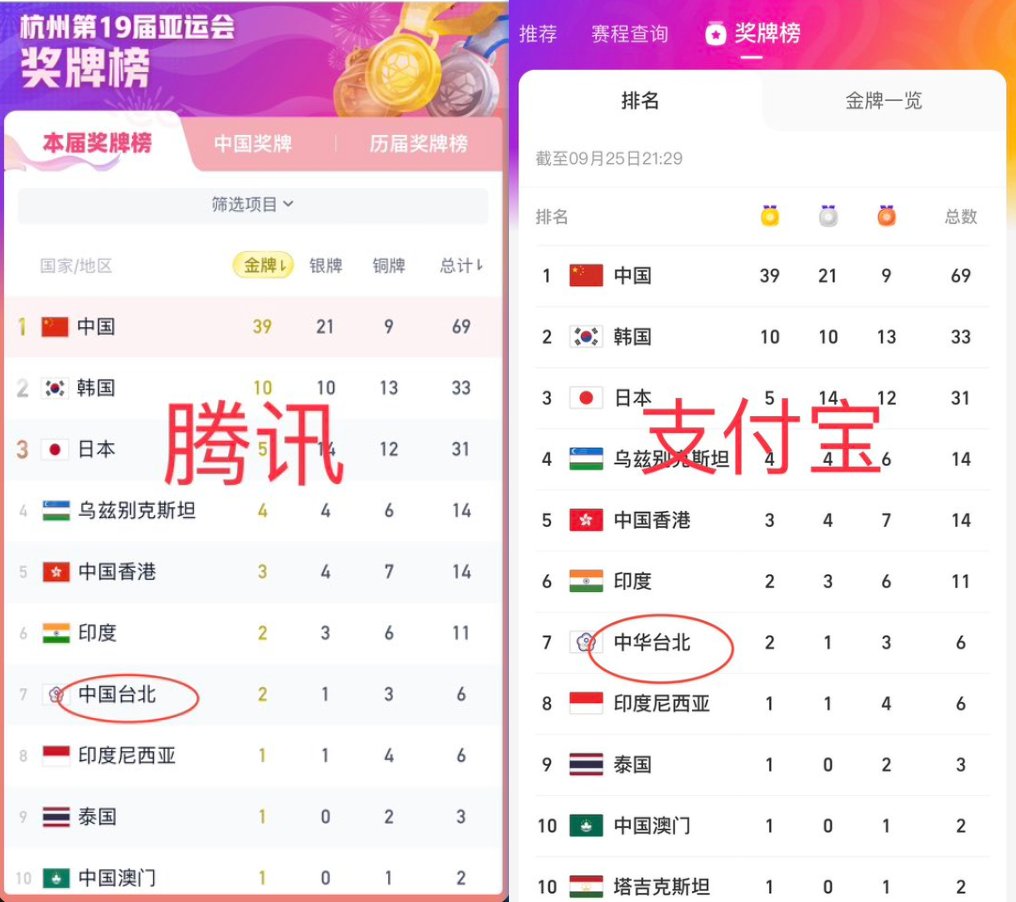 杭州第19届亚运会
奖牌榜
本届奖牌榜 中国奖牌 历届奖牌榜
筛选项目
国家/地区 金牌 银牌 铜牌 总计
1 中国 39 21 9 69
2 韩国 10 10 13 33
3 日本 5 14 12 31
腾讯
4 乌兹别克斯坦 4 4 6 14
5 中国香港 3 4 7 14
6 印度 2 3 6 11
7 中国台北 2 1 3 6
8 印度尼西亚 1 1 4 6
9 泰国 1 0 2 3
10 中国澳门 1 0 1 2
推荐 赛程查询 奖牌榜
排名 金牌一览
截至09月25日21:29
排名 总数
1 中国 39 21 9 69
2 韩国 10 10 13 33
3 日本 5 14 12 31
支付宝
4 乌兹别克斯坦 4 4 6 14
5 中国香港 3 4 7 14
6 印度 2 3 6 11
7 中华台北 2 1 3 6
8 印度尼西亚 1 1 4 6
9 泰国 1 0 2 3
10 中国澳门 1 0 1 2
10 塔吉克斯坦 1 0 1 2